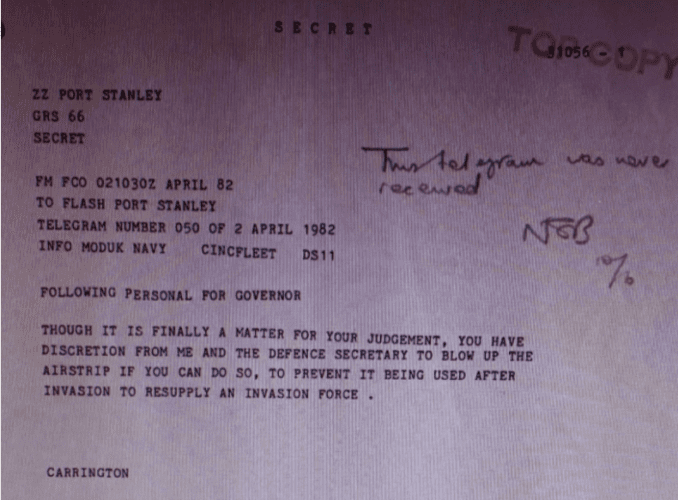 S E C R E T
TOP COPY
31056 - 1
ZZ PORT STANLEY
GRS 66
SECRET
This telegram was never
received
FM FCO 021030Z APRIL 82
TO FLASH PORT STANLEY
TELEGRAM NUMBER 050 OF 2 APRIL 1982
INFO MODUK NAVY CINCFLEET DS11
FOLLOWING PERSONAL FOR GOVERNOR
THOUGH IT IS FINALLY A MATTER FOR YOUR JUDGEMENT, YOU HAVE
DISCRETION FROM ME AND THE DEFENCE SECRETARY TO BLOW UP THE
AIRSTRIP IF YOU CAN DO SO, TO PREVENT IT BEING USED AFTER
INVASION TO RESUPPLY AN INVASION FORCE .
CARRINGTON